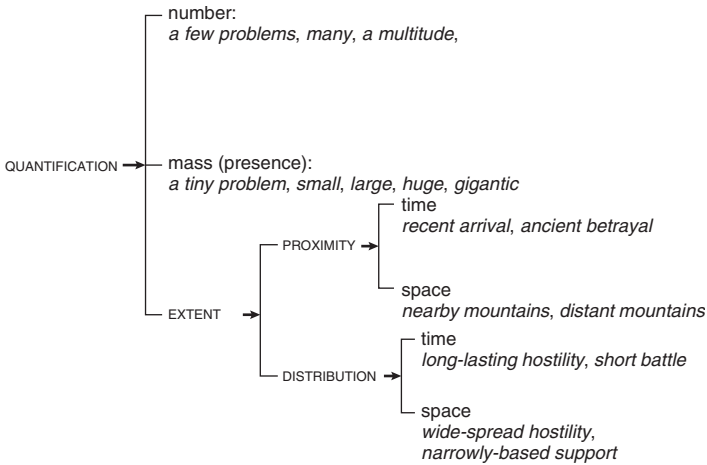 number:
a few problems, many, a multitude,
QUANTIFICATION
mass (presence):
a tiny problem, small, large, huge, gigantic
time
recent arrival, ancient betrayal
PROXIMITY
space
nearby mountains, distant mountains
EXTENT
time
long-lasting hostility, short battle
DISTRIBUTION
space
wide-spread hostility,
narrowly-based support